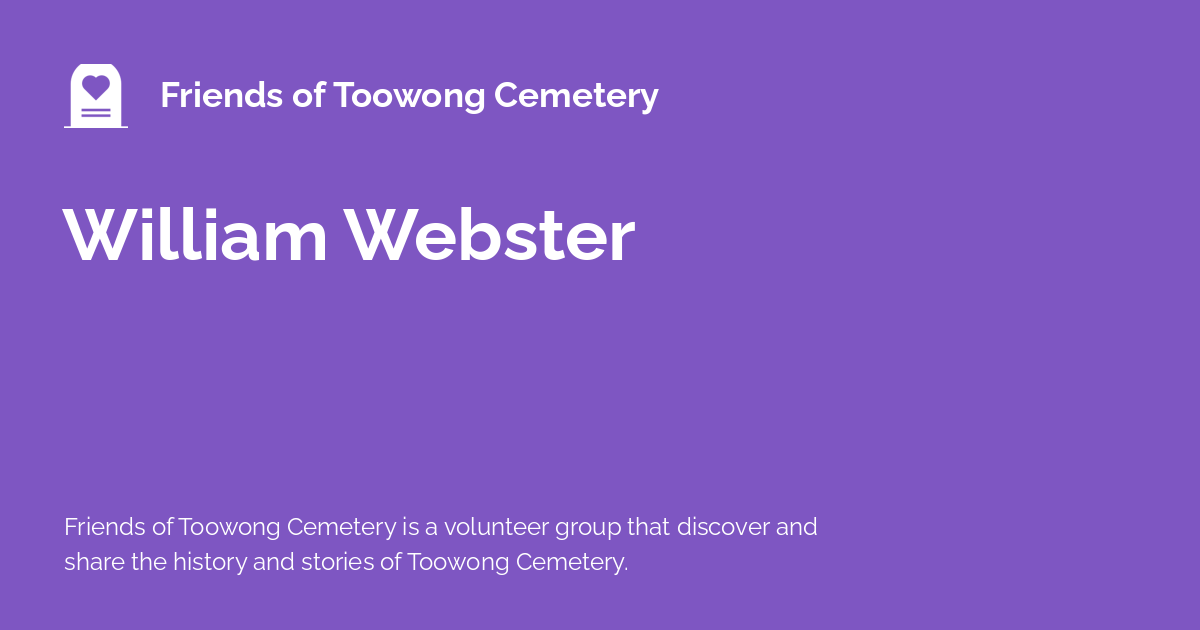 Friends of Toowong Cemetery
William Webster
Friends of Toowong Cemetery is a volunteer group that discover and
share the history and stories of Toowong Cemetery.